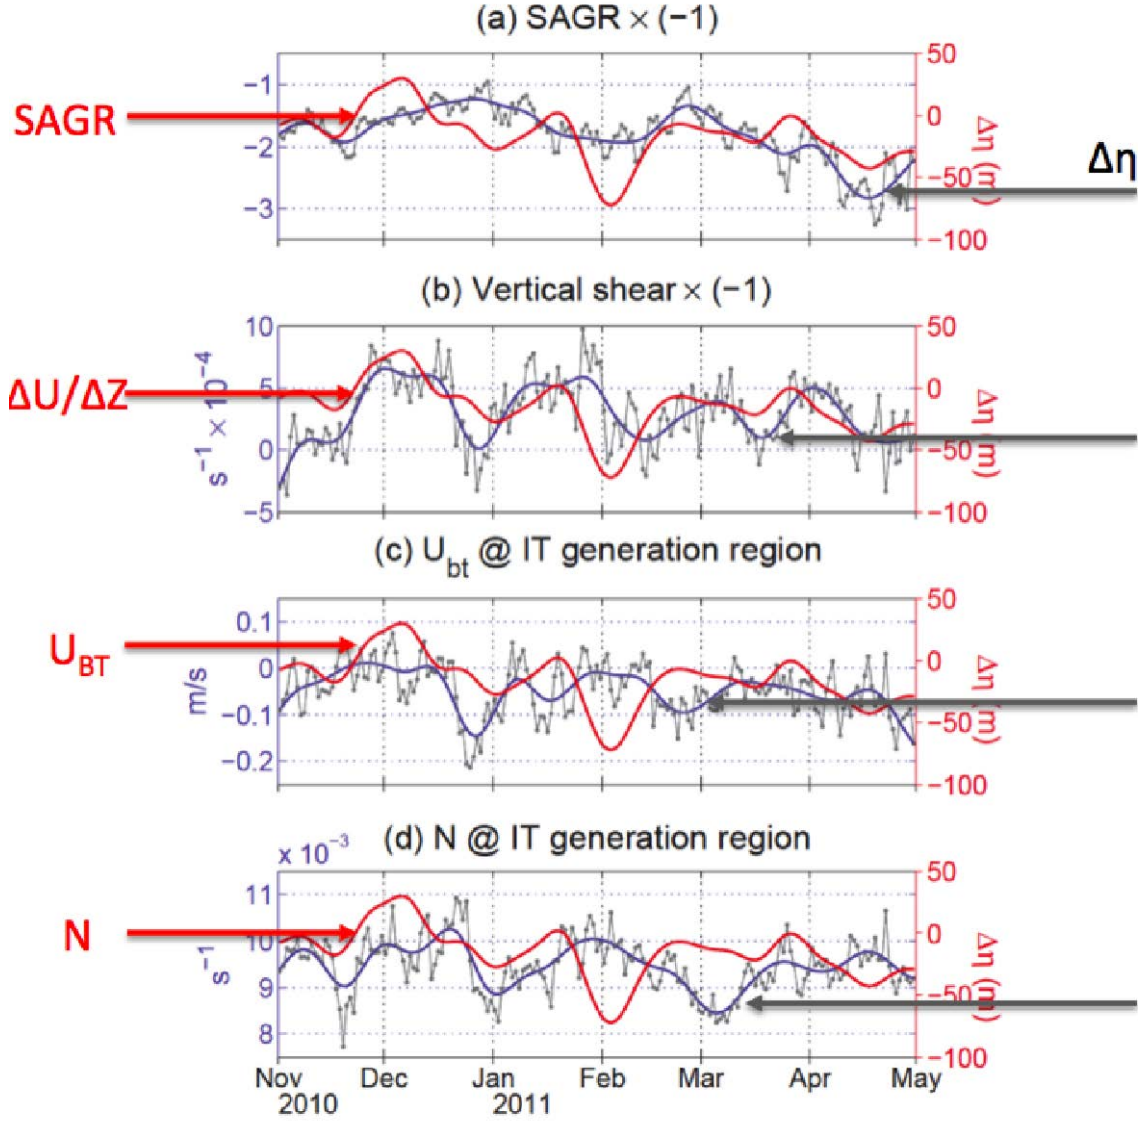 (a) SAGR × (−1)
−1
−2
−3
50
0
−50
−100
Δη (m)
SAGR
Δη
(b) Vertical shear × (−1)
10
5
0
−5
s⁻¹ × 10⁻⁴
50
0
−50
−100
Δη (m)
ΔU/ΔZ
(c) U_bt @ IT generation region
0.1
0
−0.1
−0.2
m/s
50
0
−50
−100
Δη (m)
U_BT
(d) N @ IT generation region
x 10⁻³
11
10
9
8
s⁻¹
50
0
−50
−100
Δη (m)
N
Nov Dec Jan Feb Mar Apr May
2010 2011